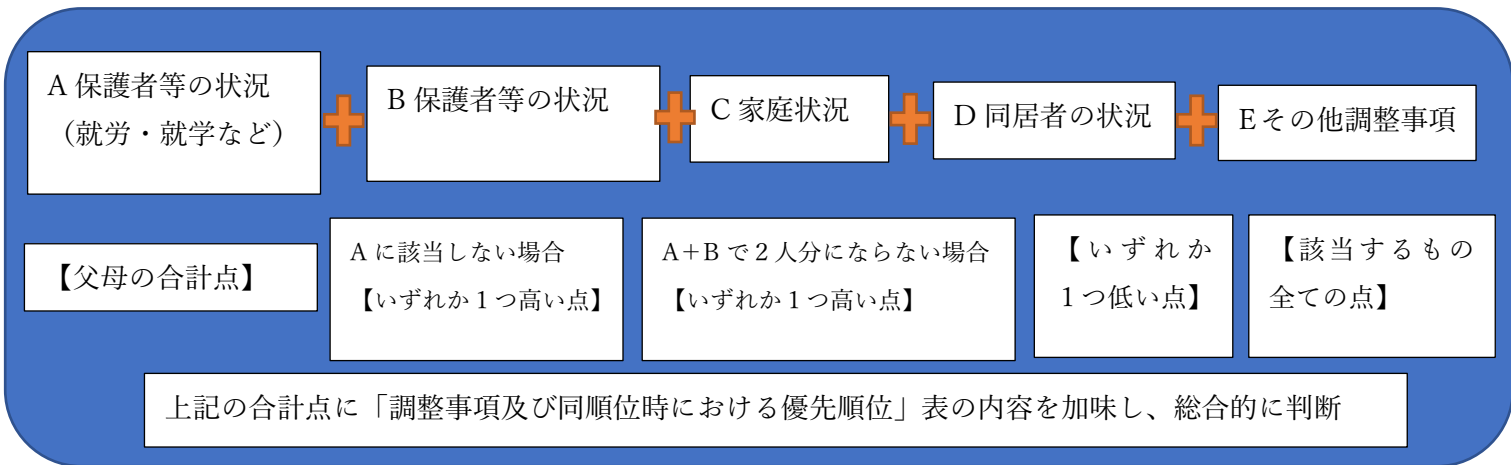 A 保護者等の状況
（就労・就学など）
B 保護者等の状況
C 家庭状況
D 同居者の状況
E その他調整事項
【父母の合計点】
A に該当しない場合
【いずれか 1 つ高い点】
A+B で 2 人分にならない場合
【いずれか 1 つ高い点】
【いずれか
1 つ低い点】
【該当するもの
全ての点】
上記の合計点に「調整事項及び同順位時における優先順位」表の内容を加味し、総合的に判断